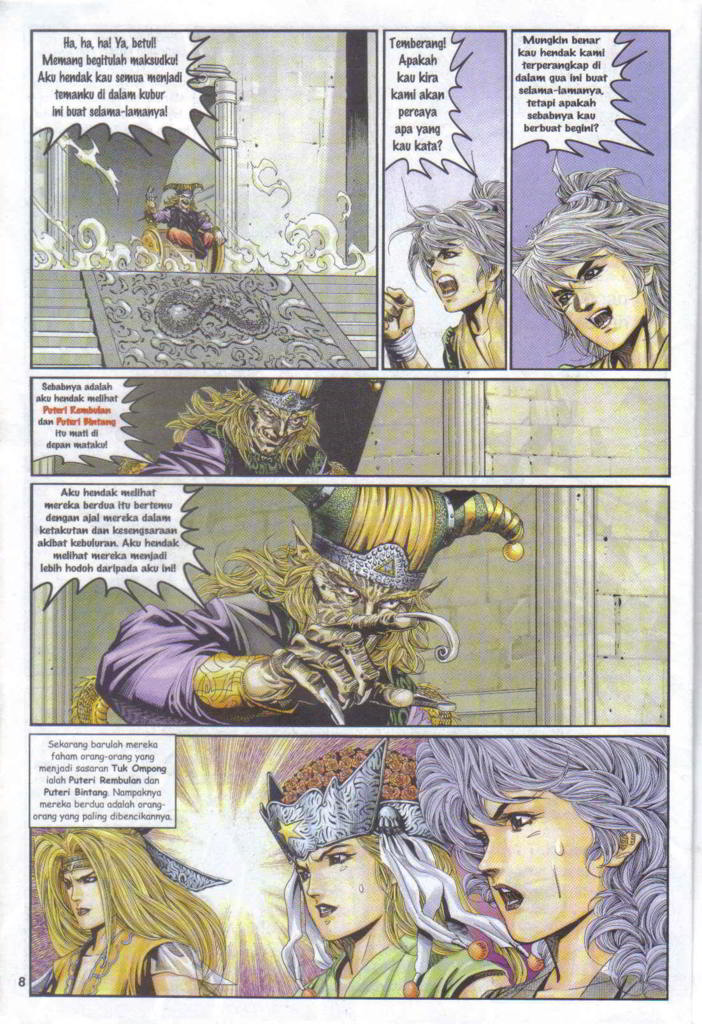 Ha, ha, ha! Ya, betul!
Memang begitulah maksudku!
Aku hendak kau semua menjadi
temanku di dalam kubur
ini buat selama-lamanya!
Temberang!
Apakah
kau kira
kami akan
percaya
apa yang
kau kata?
Mungkin benar
kau hendak kami
terperangkap di
dalam gua ini buat
selama-lamanya,
tetapi apakah
sebabnya kau
berbuat begini?
Sebabnya adalah
aku hendak melihat
Puteri Rembulan
dan Puteri Bintang
itu mati di
depan mataku!
Aku hendak melihat
mereka berdua itu bertemu
dengan ajal mereka dalam
ketakutan dan kesengsaraan
akibat kebuluran. Aku hendak
melihat mereka menjadi
lebih hodoh daripada aku ini!
Sekarang barulah mereka
faham orang-orang yang
menjadi sasaran Tuk Ompong
ialah Puteri Rembulan dan
Puteri Bintang. Nampaknya
mereka berdua adalah orang-
orang yang paling dibencikannya.
8